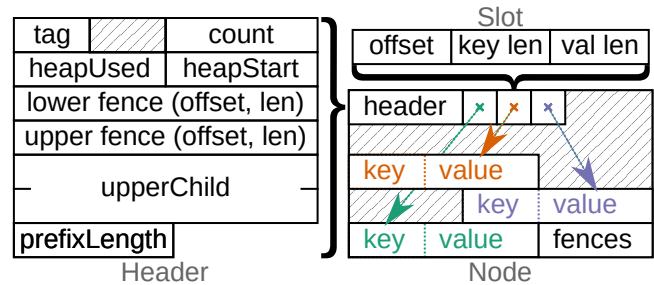 Slot
tag count
heapUsed heapStart
lower fence (offset, len)
upper fence (offset, len)
upperChild
prefixLength
Header
offset key len val len
header
key value
key value
key value fences
Node